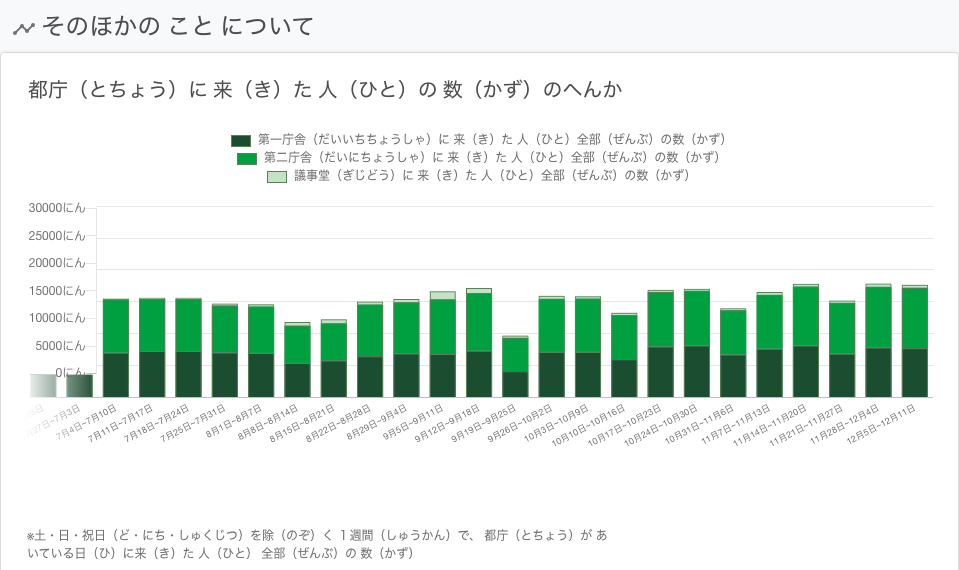 そのほかの こと について
都庁（とちょう）に 来（き）た 人（ひと）の 数（かず）のへんか
第一庁舎（だいいちちょうしゃ）に 来（き）た 人（ひと）全部（ぜんぶ）の数（かず）
第二庁舎（だいにちょうしゃ）に 来（き）た 人（ひと）全部（ぜんぶ）の数（かず）
議事堂（ぎじどう）に 来（き）た 人（ひと）全部（ぜんぶ）の数（かず）
30000にん
25000にん
20000にん
15000にん
10000にん
5000にん
0にん
7月4日~7月10日
7月11日~7月17日
7月18日~7月24日
7月25日~7月31日
8月1日~8月7日
8月8日~8月14日
8月15日~8月21日
8月22日~8月28日
8月29日~9月4日
9月5日~9月11日
9月12日~9月18日
9月19日~9月25日
9月26日~10月2日
10月3日~10月9日
10月10日~10月16日
10月17日~10月23日
10月24日~10月30日
10月31日~11月6日
11月7日~11月13日
11月14日~11月20日
11月21日~11月27日
11月28日~12月4日
12月5日~12月11日
※土・日・祝日（ど・にち・しゅくじつ）を除（のぞ）く １週間（しゅうかん）で、 都庁（とちょう）が あ
いている日（ひ）に来（き）た 人（ひと） 全部（ぜんぶ）の 数（かず）